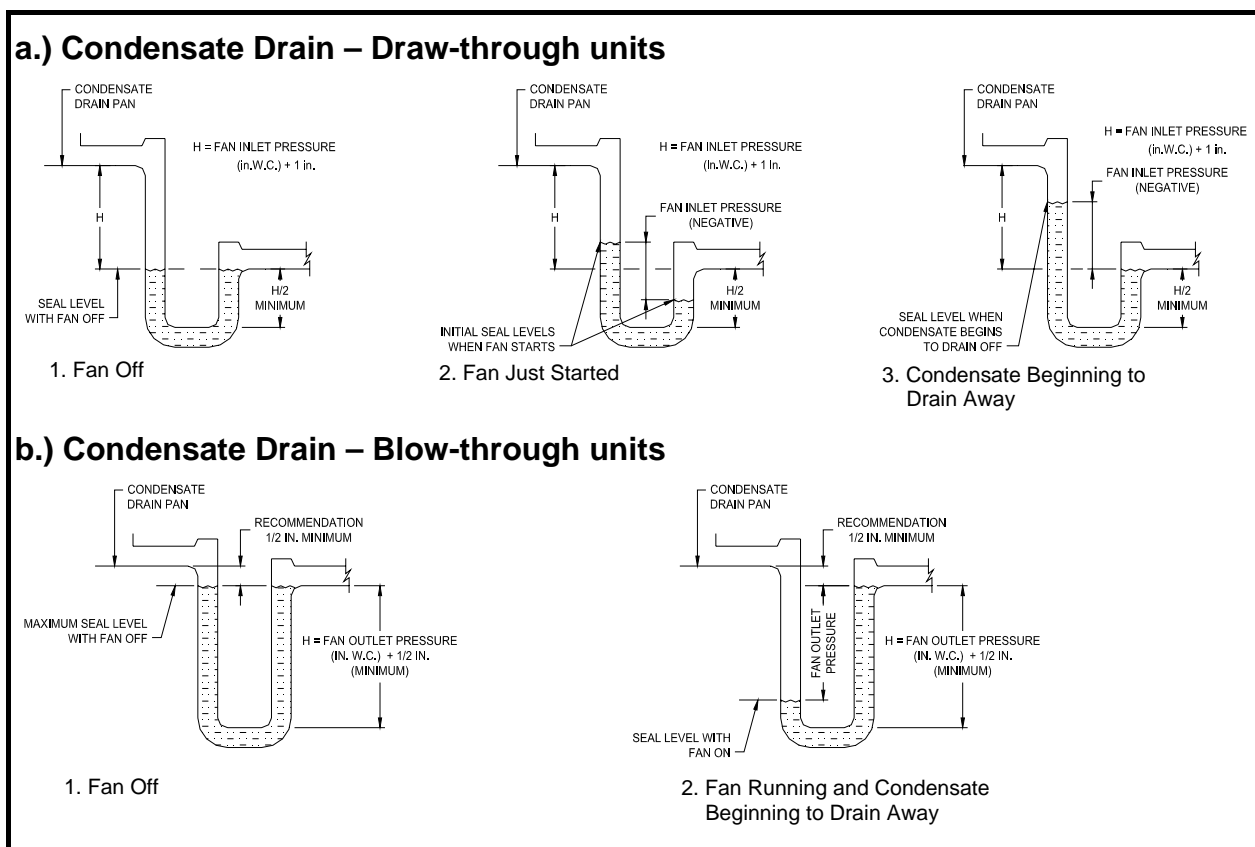 a.) Condensate Drain – Draw-through units
CONDENSATE
DRAIN PAN
H = FAN INLET PRESSURE
(in.W.C.) + 1 in.
H
SEAL LEVEL
WITH FAN OFF
H/2
MINIMUM
1. Fan Off
CONDENSATE
DRAIN PAN
H = FAN INLET PRESSURE
(in.W.C.) + 1 in.
FAN INLET PRESSURE
(NEGATIVE)
H
H/2
MINIMUM
INITIAL SEAL LEVELS
WHEN FAN STARTS
2. Fan Just Started
CONDENSATE
DRAIN PAN
H = FAN INLET PRESSURE
(in.W.C.) + 1 in.
FAN INLET PRESSURE
(NEGATIVE)
H
H/2
MINIMUM
SEAL LEVEL WHEN
CONDENSATE BEGINS
TO DRAIN OFF
3. Condensate Beginning to
Drain Away
b.) Condensate Drain – Blow-through units
CONDENSATE
DRAIN PAN
RECOMMENDATION
1/2 IN. MINIMUM
MAXIMUM SEAL LEVEL
WITH FAN OFF
H = FAN OUTLET PRESSURE
(IN. W.C.) + 1/2 IN.
(MINIMUM)
1. Fan Off
CONDENSATE
DRAIN PAN
RECOMMENDATION
1/2 IN. MINIMUM
FAN OUTLET
PRESSURE
H = FAN OUTLET PRESSURE
(IN. W.C.) + 1/2 IN.
(MINIMUM)
SEAL LEVEL WITH
FAN ON
2. Fan Running and Condensate
Beginning to Drain Away